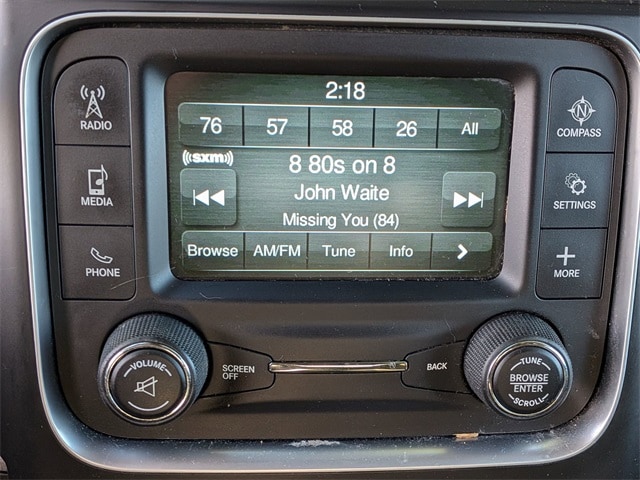 2:18
76 57 58 26 All
((sxm))
8 80s on 8
John Waite
Missing You (84)
Browse AM/FM Tune Info >
RADIO
MEDIA
PHONE
N
COMPASS
SETTINGS
+
MORE
VOLUME
SCREEN
OFF
BACK
TUNE
BROWSE
ENTER
SCROLL